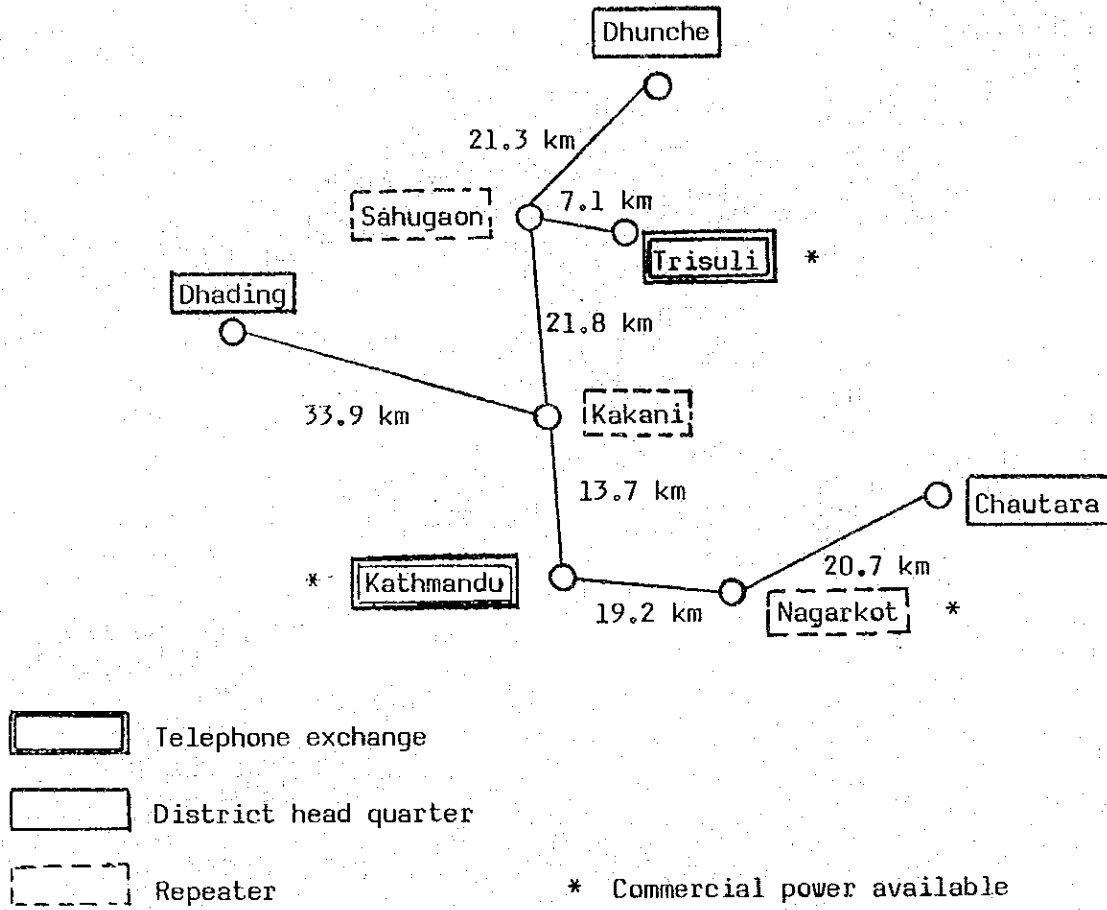 Dhunche
21.3 km
7.1 km
Sahugaon
Trisuli *
Dhading
21.8 km
33.9 km
Kakani
13.7 km
Chautara
* Kathmandu
20.7 km
19.2 km
Nagarkot *
Telephone exchange
District head quarter
Repeater
* Commercial power available